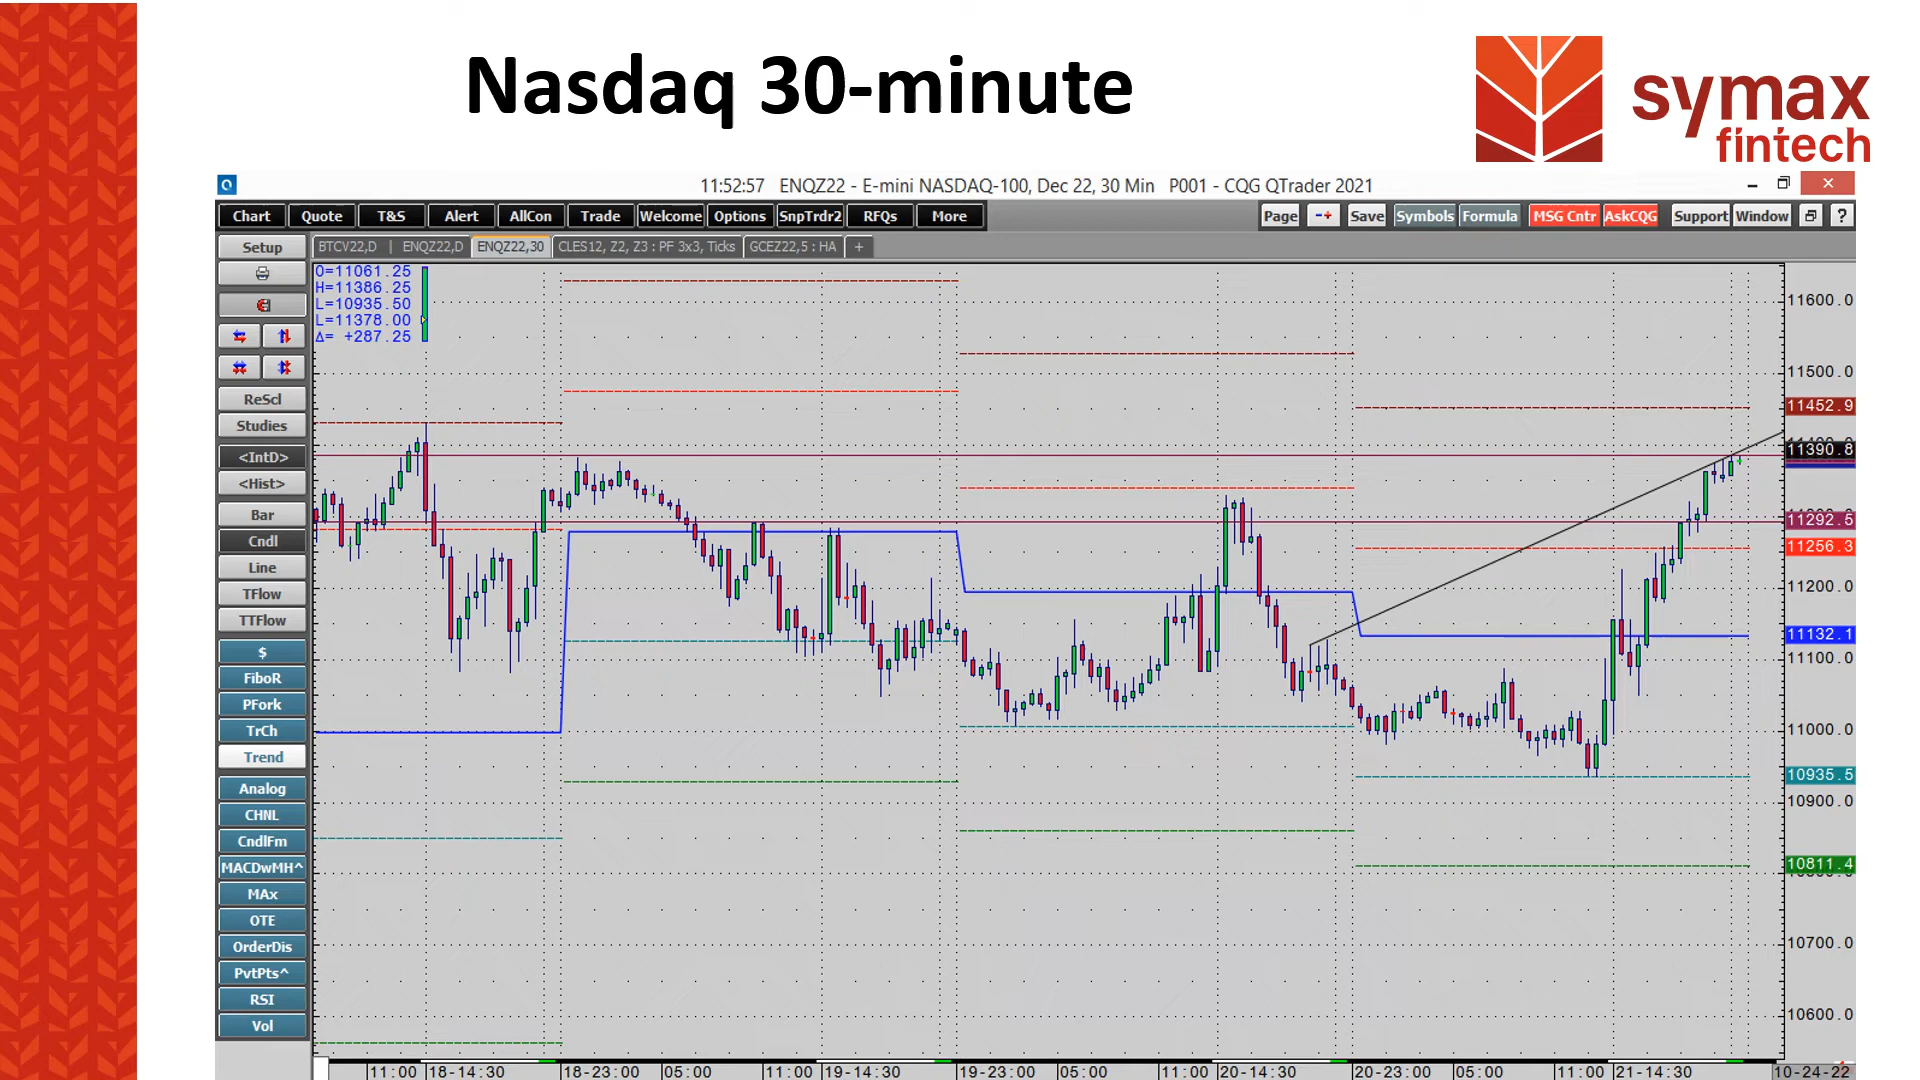 Nasdaq 30-minute
symax
fintech
11:52:57 ENQZ22 - E-mini NASDAQ-100, Dec 22, 30 Min P001 - CQG QTrader 2021
Chart Quote T&S Alert AllCon Trade Welcome Options SnpTrdr2 RFQs More Page -+ Save Symbols Formula MSG Cntr AskCQG Support Window ?
Setup BTCV22,D | ENQZ22,D ENQZ22,30 CLES12, Z2, Z3 : PF 3x3, Ticks GCEZ22,5 : HA +
O=11061.25
H=11386.25
L=10935.50
L=11378.00
Δ= +287.25
ReScl
Studies
<IntD>
<Hist>
Bar
Cndl
Line
TFlow
TTFlow
$
FiboR
PFork
TrCh
Trend
Analog
CHNL
CndlFm
MACDwMH^
MAx
OTE
OrderDis
PvtPts^
RSI
Vol
11600.0
11500.0
11452.9
11390.8
11292.5
11256.3
11200.0
11132.1
11100.0
11000.0
10935.5
10900.0
10811.4
10700.0
10600.0
11:00 18-14:30 18-23:00 05:00 11:00 19-14:30 19-23:00 05:00 11:00 20-14:30 20-23:00 05:00 11:00 21-14:30 10-24-22